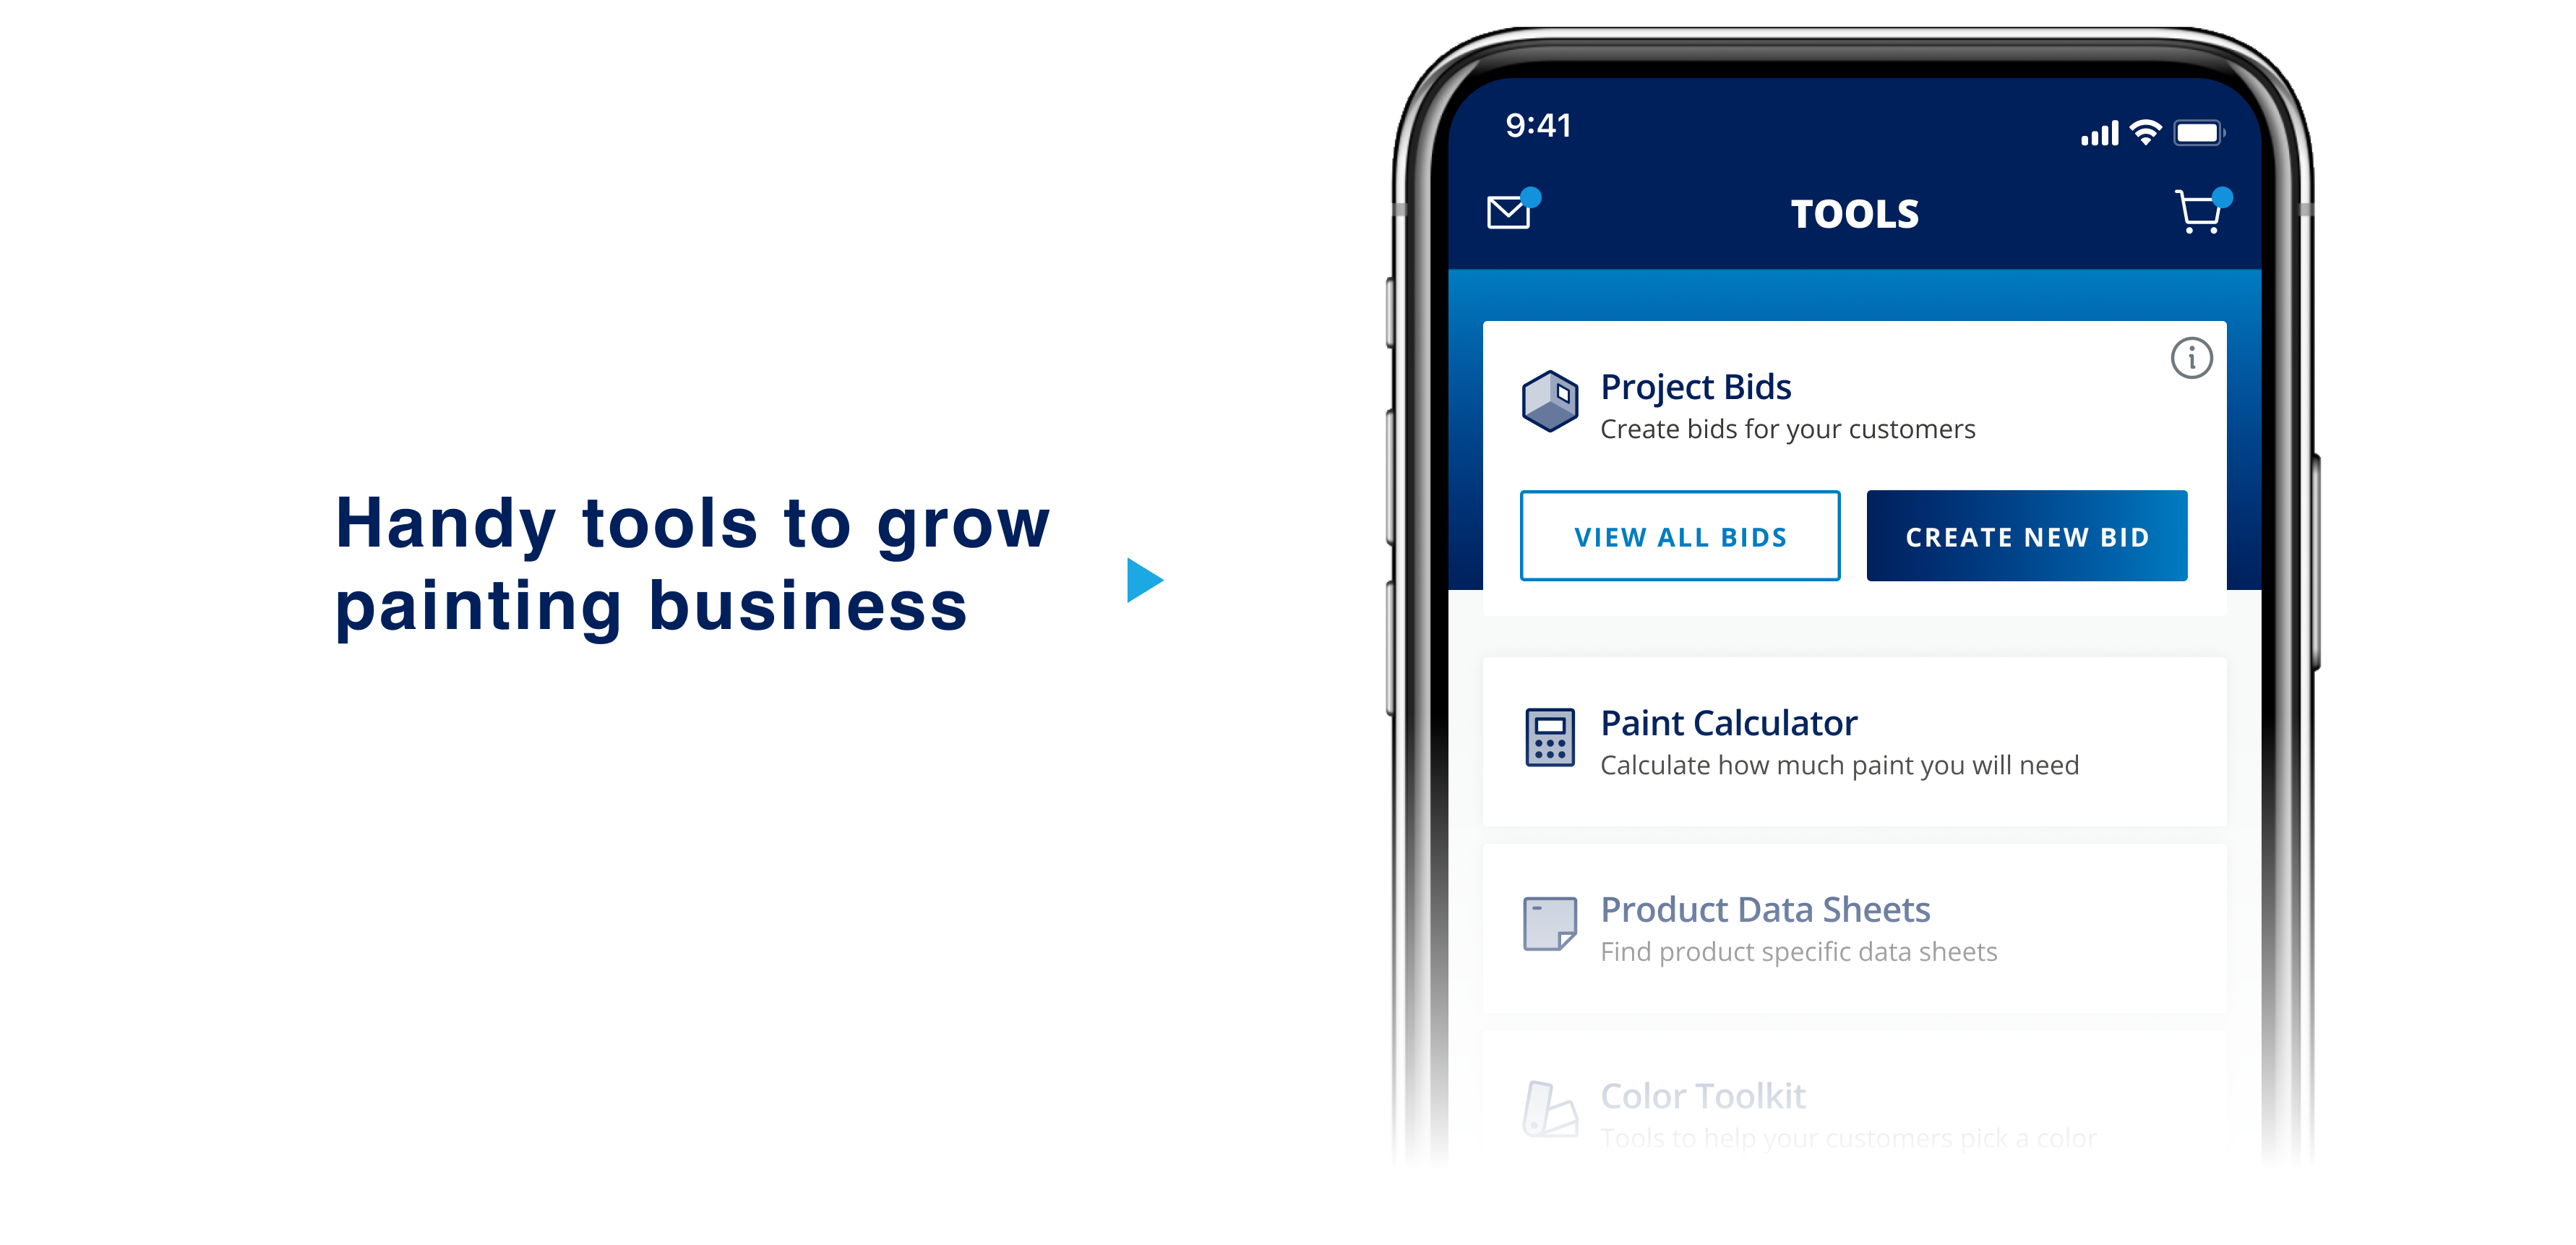 Handy tools to grow
painting business
9:41
TOOLS
Project Bids
Create bids for your customers
VIEW ALL BIDS
CREATE NEW BID
Paint Calculator
Calculate how much paint you will need
Product Data Sheets
Find product specific data sheets
Color Toolkit
Tools to help your customers pick a color